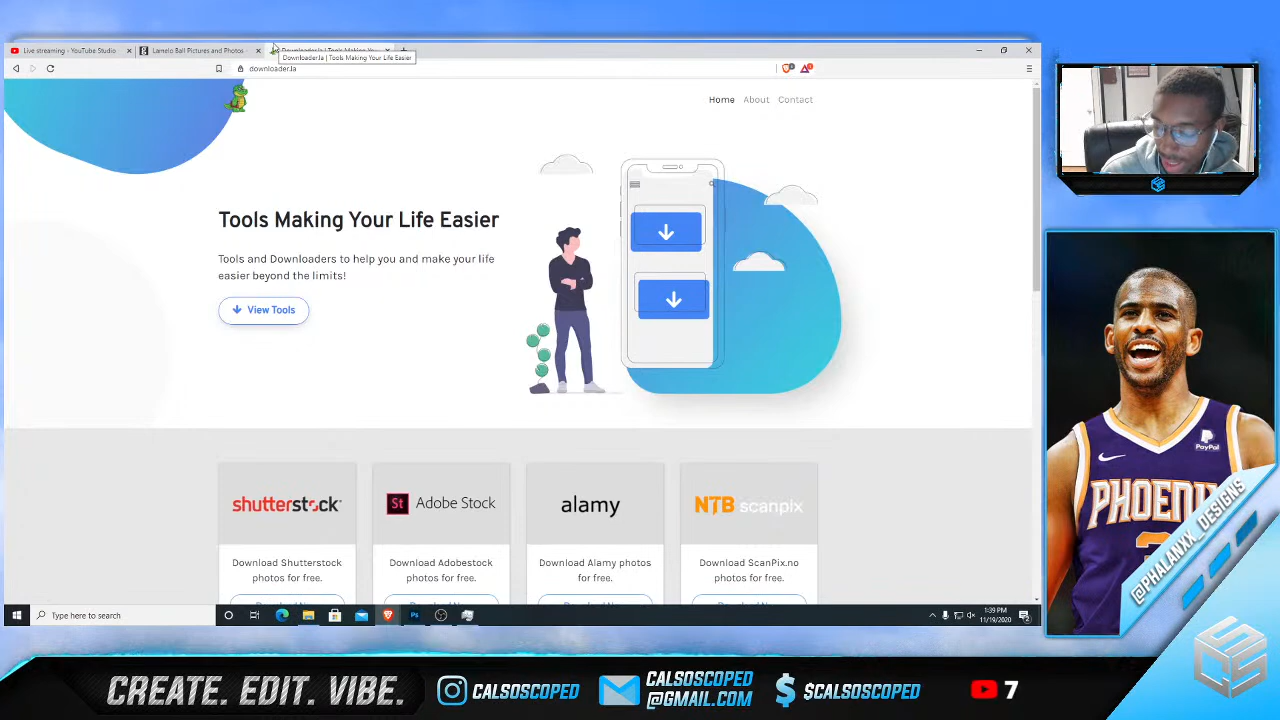 Live streaming - YouTube Studio
Lamelo Ball Pictures and Photos
Downloader.la | Tools Making Your Life Easier
downloader.la
Home About Contact
Tools Making Your Life Easier
Tools and Downloaders to help you and make your life
easier beyond the limits!
View Tools
shutterstock
St Adobe Stock
alamy
NTB scanpix
Download Shutterstock
photos for free.
Download Adobestock
photos for free.
Download Alamy photos
for free.
Download ScanPix.no
photos for free.
Type here to search
Ps
1:39 PM
11/19/2020
PayPal
PHOENIX
@PHALANXX_DESIGNS
CREATE. EDIT. VIBE.
CALSOSCOPED
CALSOSCOPED
@GMAIL.COM
$CALSOSCOPED
7